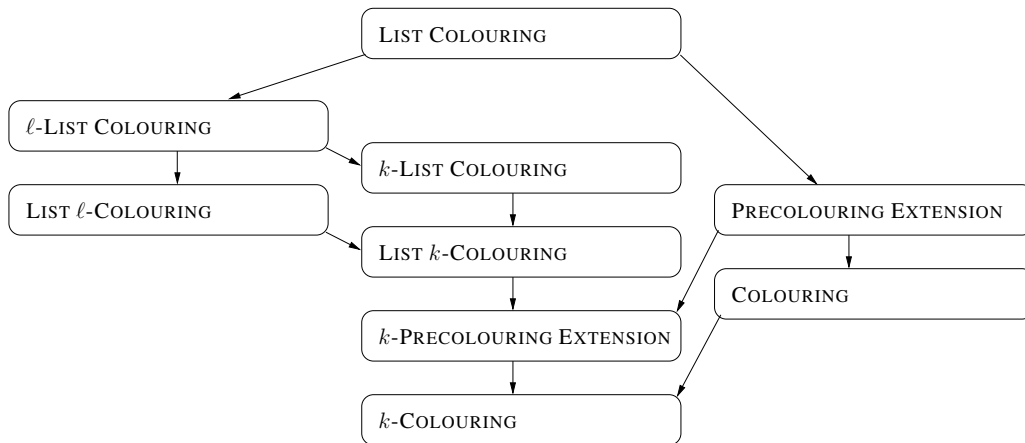 LIST COLOURING
ℓ-LIST COLOURING
k-LIST COLOURING
LIST ℓ-COLOURING
PRECOLOURING EXTENSION
LIST k-COLOURING
COLOURING
k-PRECOLOURING EXTENSION
k-COLOURING